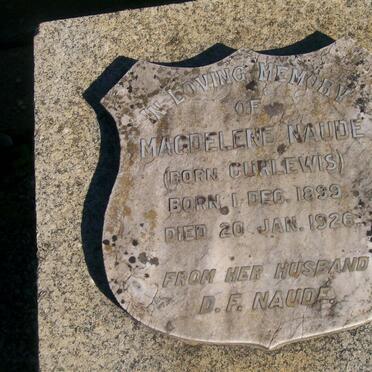 IN LOVING MEMORY
OF
MAGDELENE NAUDE
(BORN CURLEWIS)
BORN 1. DEC. 1899
DIED 20. JAN. 1926
FROM HER HUSBAND
D. F. NAUDE.